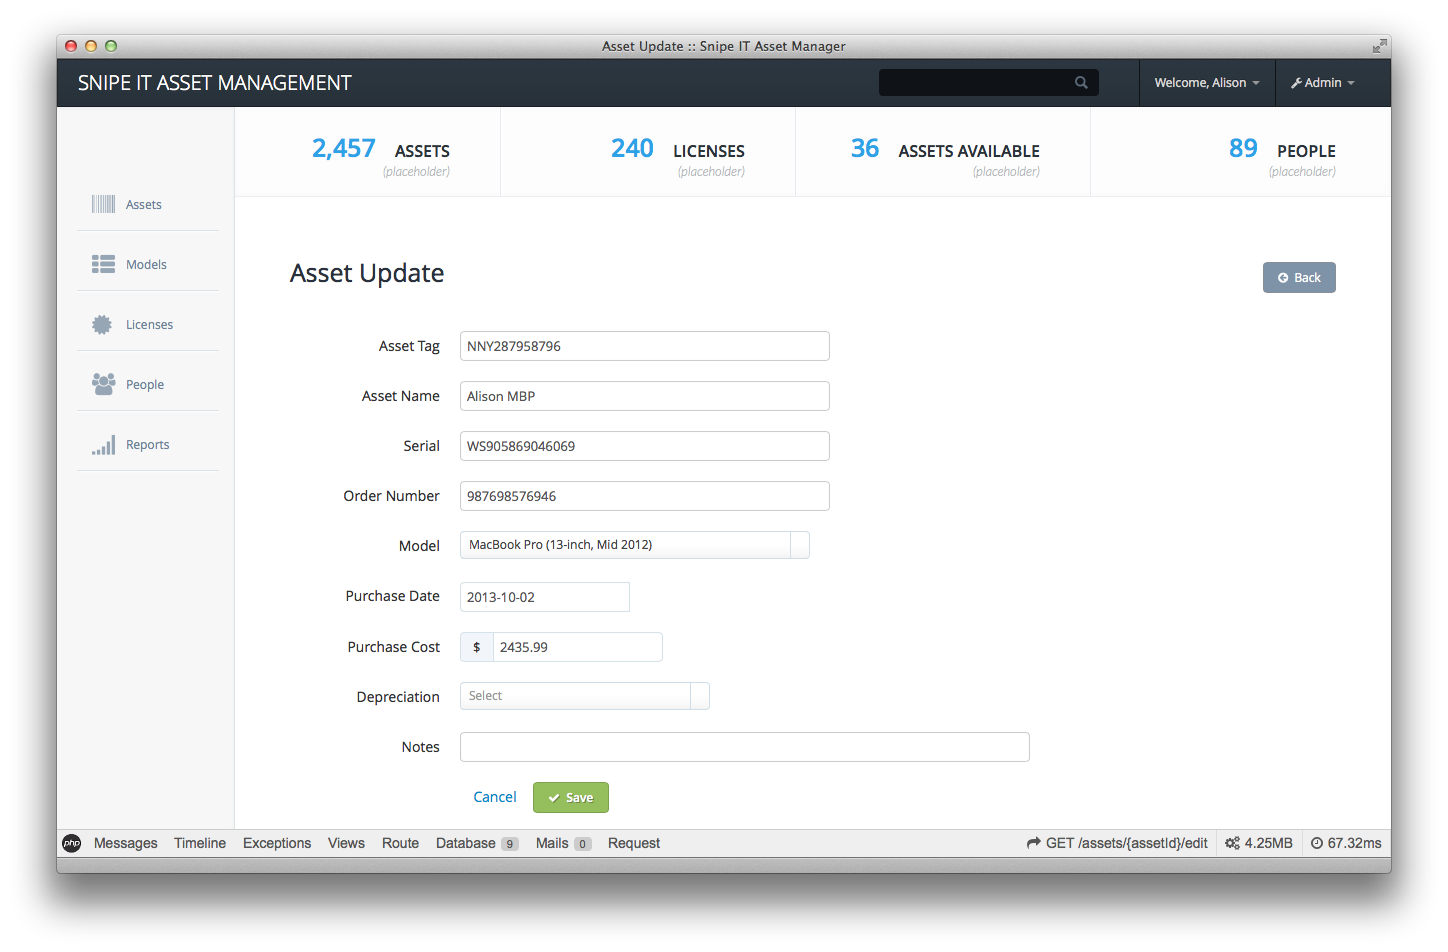 Asset Update :: Snipe IT Asset Manager
SNIPE IT ASSET MANAGEMENT
Welcome, Alison
Admin
2,457 ASSETS
(placeholder)
240 LICENSES
(placeholder)
36 ASSETS AVAILABLE
(placeholder)
89 PEOPLE
(placeholder)
Assets
Models
Licenses
People
Reports
Asset Update
Back
Asset Tag NNY287958796
Asset Name Alison MBP
Serial WS905869046069
Order Number 987698576946
Model MacBook Pro (13-inch, Mid 2012)
Purchase Date 2013-10-02
Purchase Cost $ 2435.99
Depreciation Select
Notes
Cancel Save
php Messages Timeline Exceptions Views Route Database 9 Mails 0 Request GET /assets/{assetId}/edit 4.25MB 67.32ms